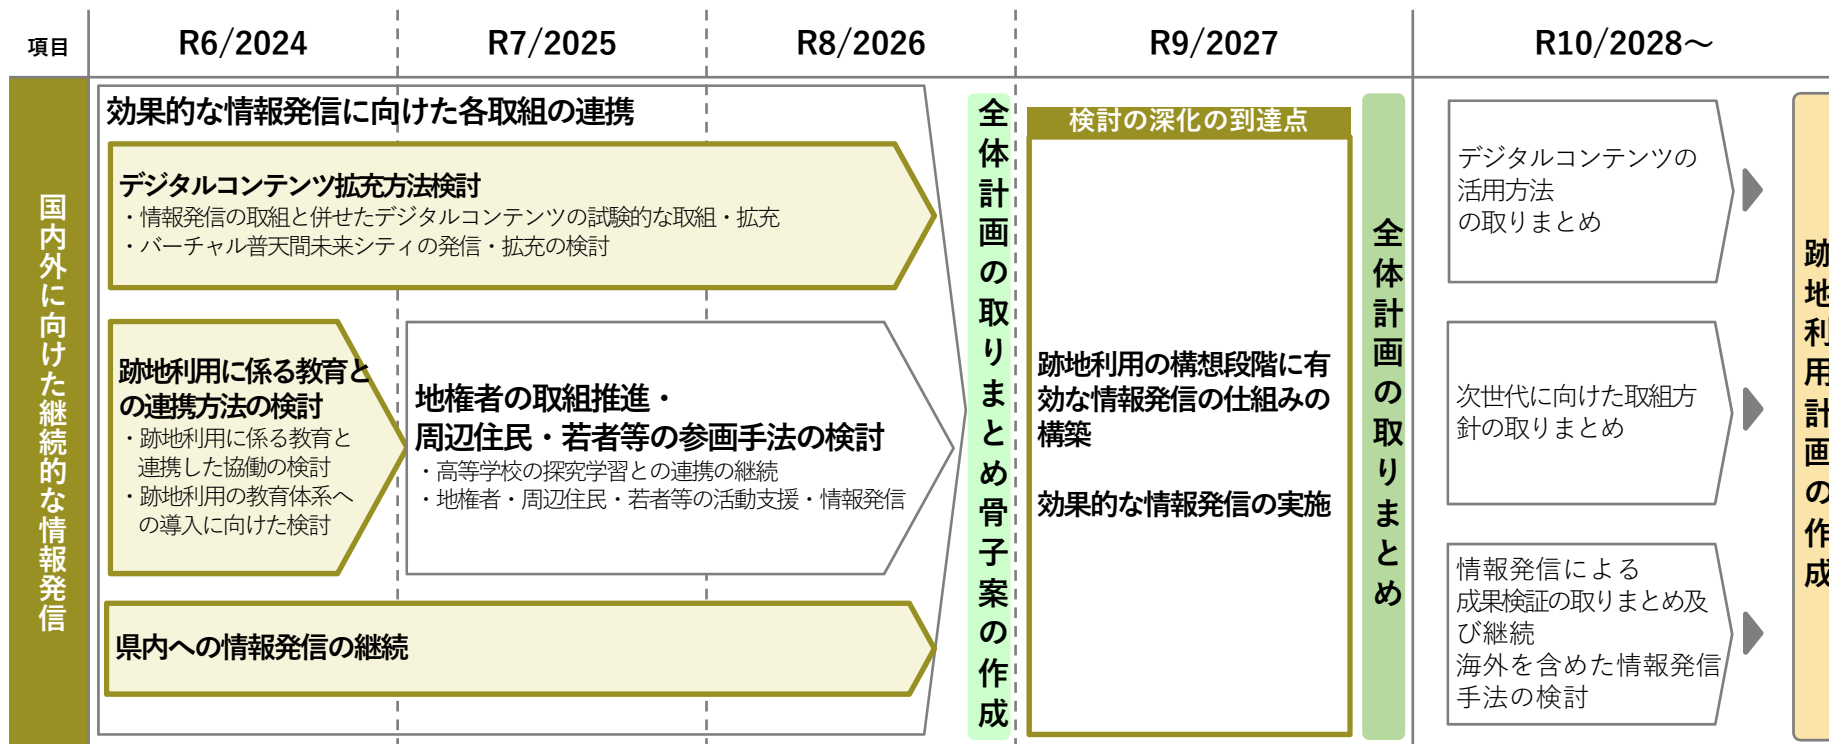 項目
R6/2024
R7/2025
R8/2026
R9/2027
R10/2028～
国内外に向けた継続的な情報発信
効果的な情報発信に向けた各取組の連携
デジタルコンテンツ拡充方法検討
・情報発信の取組と併せたデジタルコンテンツの試験的な取組・拡充
・バーチャル普天間未来シティの発信・拡充の検討
跡地利用に係る教育と
の連携方法の検討
・跡地利用に係る教育と
連携した協働の検討
・跡地利用の教育体系へ
の導入に向けた検討
地権者の取組推進・
周辺住民・若者等の参画手法の検討
・高等学校の探究学習との連携の継続
・地権者・周辺住民・若者等の活動支援・情報発信
県内への情報発信の継続
全体計画の取りまとめ骨子案の作成
検討の深化の到達点
跡地利用の構想段階に有
効な情報発信の仕組みの
構築
効果的な情報発信の実施
全体計画の取りまとめ
デジタルコンテンツの
活用方法
の取りまとめ
次世代に向けた取組方
針の取りまとめ
情報発信による
成果検証の取りまとめ及
び継続
海外を含めた情報発信
手法の検討
跡地利用計画の作成